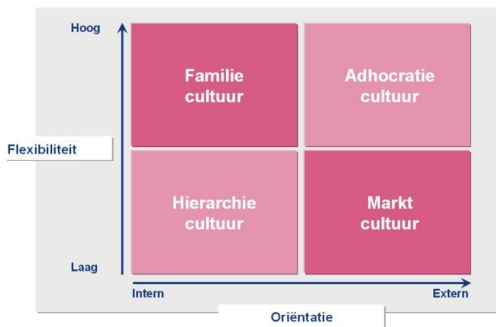 Hoog
Familie
cultuur
Adhocratie
cultuur
Flexibiliteit
Hierarchie
cultuur
Markt
cultuur
Laag
Intern
Extern
Oriëntatie